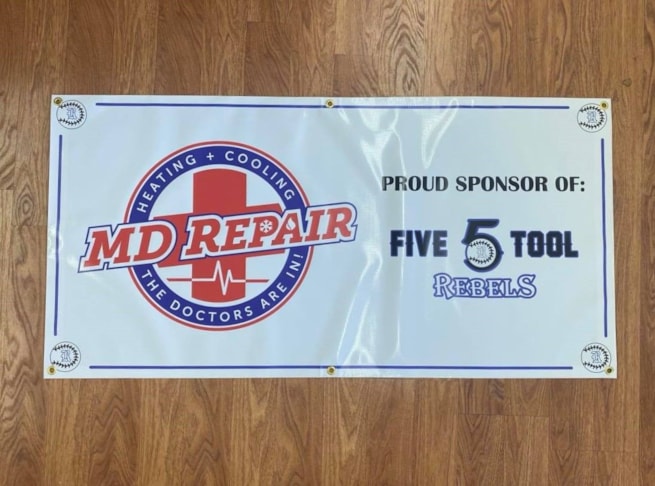 HEATING + COOLING
MD REPAIR
THE DOCTORS ARE IN!
PROUD SPONSOR OF:
FIVE 5 TOOL
REBELS